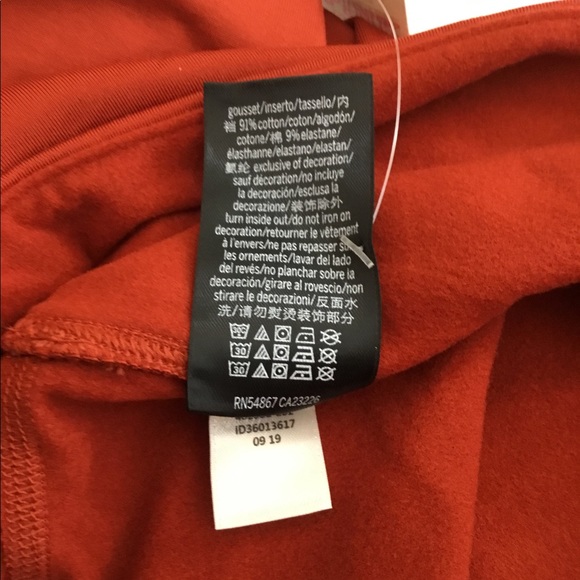 gousset/inserto/tassello/内
裆 91% cotton/coton/algodón/
cotone/棉 9% elastane/
élasthanne/elastano/elastan/
氨纶 exclusive of decoration/
sauf décoration/no incluye
la decoración/esclusa la
decorazione/装饰除外
turn inside out/do not iron on
decoration/retourner le vêtement
à l'envers/ne pas repasser su
les ornements/lavar del lado
del revés/no planchar sobre la
decoración/girare al rovescio/non
stirare le decorazioni/反面水
洗/请勿熨烫装饰部分
30
30
RN54867 CA23226
ID36013617
09 19